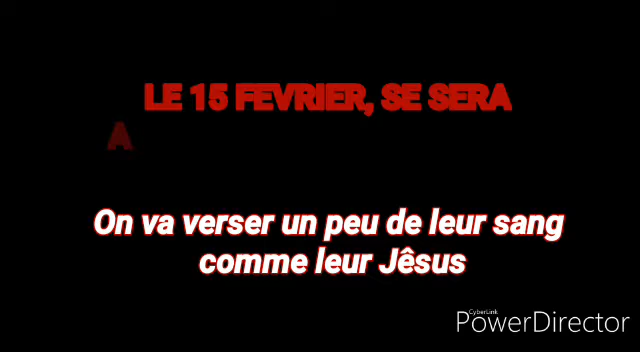 LE 15 FEVRIER, SE SERA
A
On va verser un peu de leur sang
comme leur Jêsus
CyberLink
PowerDirector